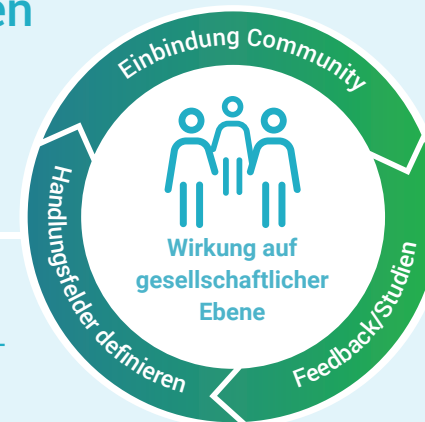 en
Einbindung Community
Handlungsfelder definieren
Wirkung auf
gesellschaftlicher
Ebene
Feedback/Studien